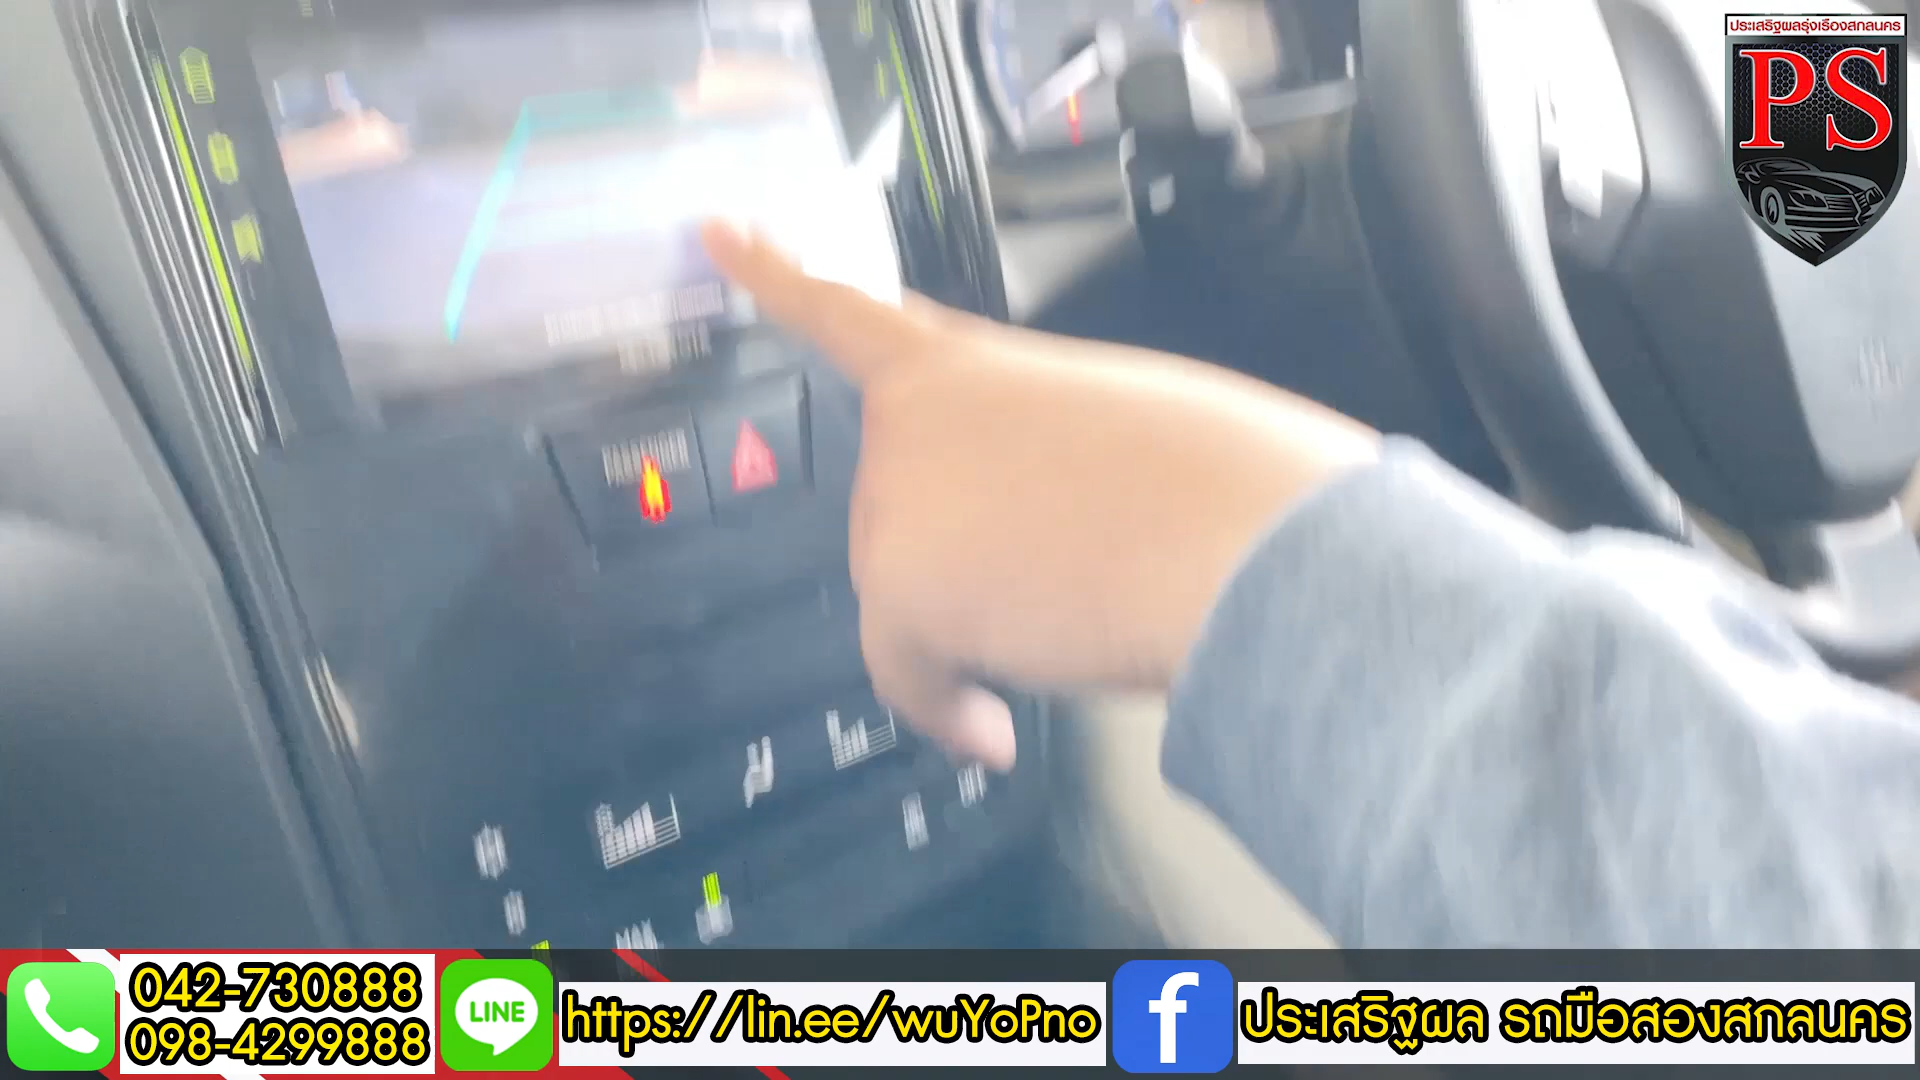 ประเสริฐผลรุ่งเรืองสกลนคร
PS
042-730888
098-4299888
LINE
https://lin.ee/wuYoPno
ประเสริฐผล รถมือสองสกลนคร